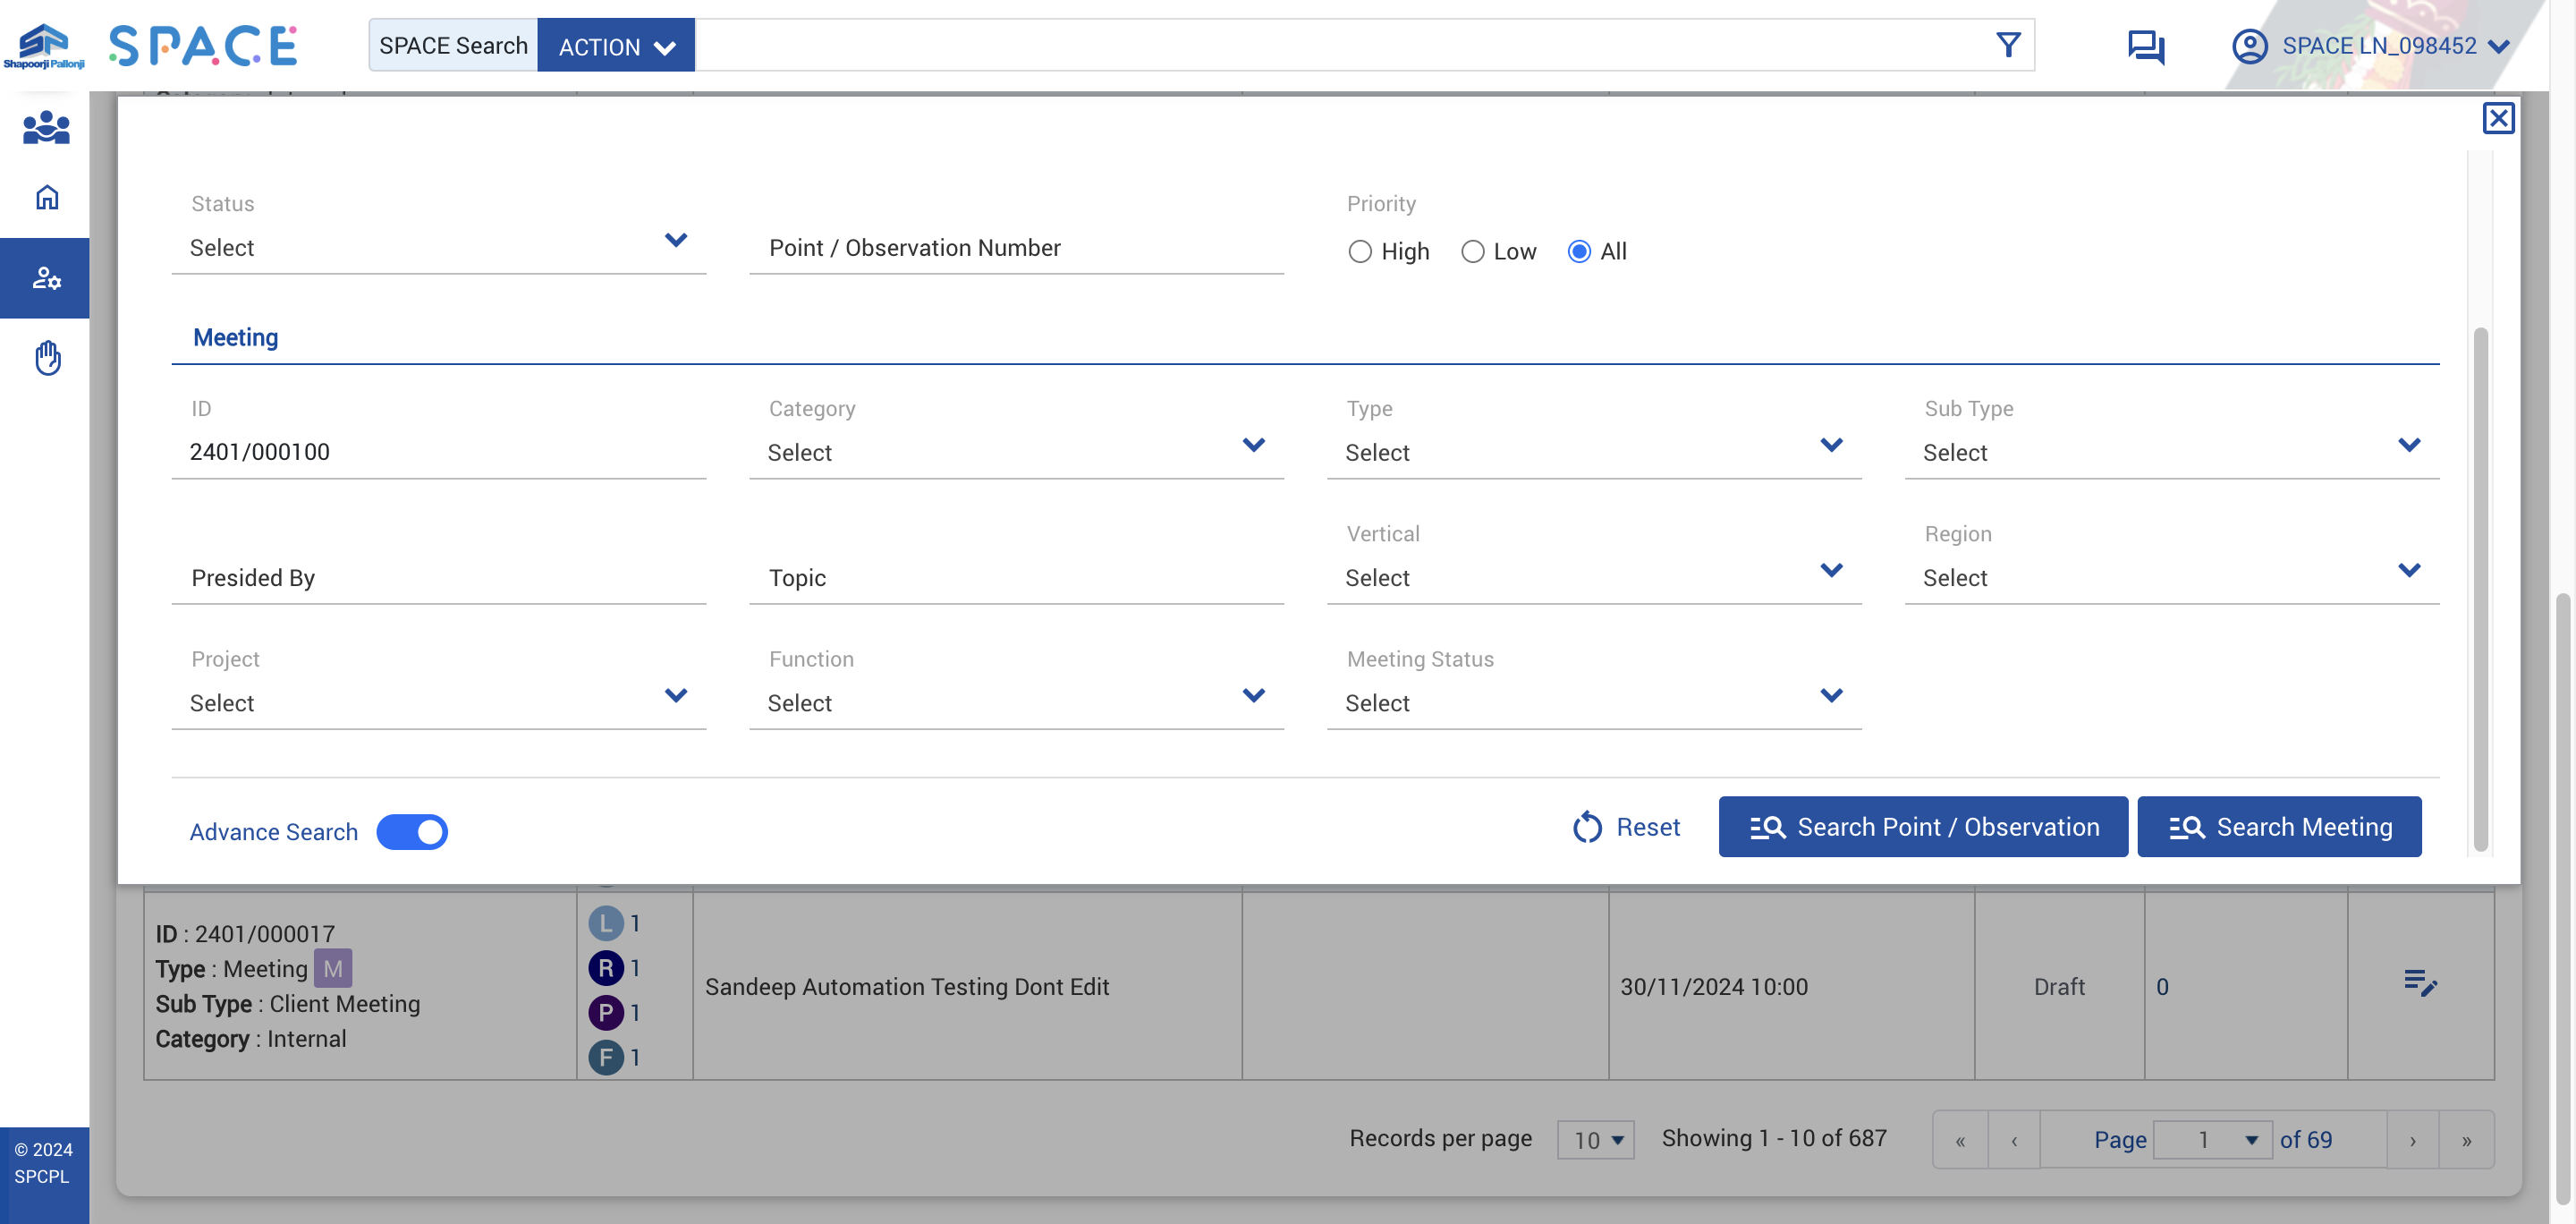 Shapoorji Pallonji
SPACE
SPACE Search
ACTION
SPACE LN_098452
Status
Select
Point / Observation Number
Priority
High
Low
All
Meeting
ID
2401/000100
Category
Select
Type
Select
Sub Type
Select
Presided By
Topic
Vertical
Select
Region
Select
Project
Select
Function
Select
Meeting Status
Select
Advance Search
Reset
Search Point / Observation
Search Meeting
ID : 2401/000017
Type : Meeting M
Sub Type : Client Meeting
Category : Internal
L 1
R 1
P 1
F 1
Sandeep Automation Testing Dont Edit
30/11/2024 10:00
Draft
0
Records per page 10 Showing 1 - 10 of 687
« ‹ Page 1 of 69 › »
© 2024
SPCPL